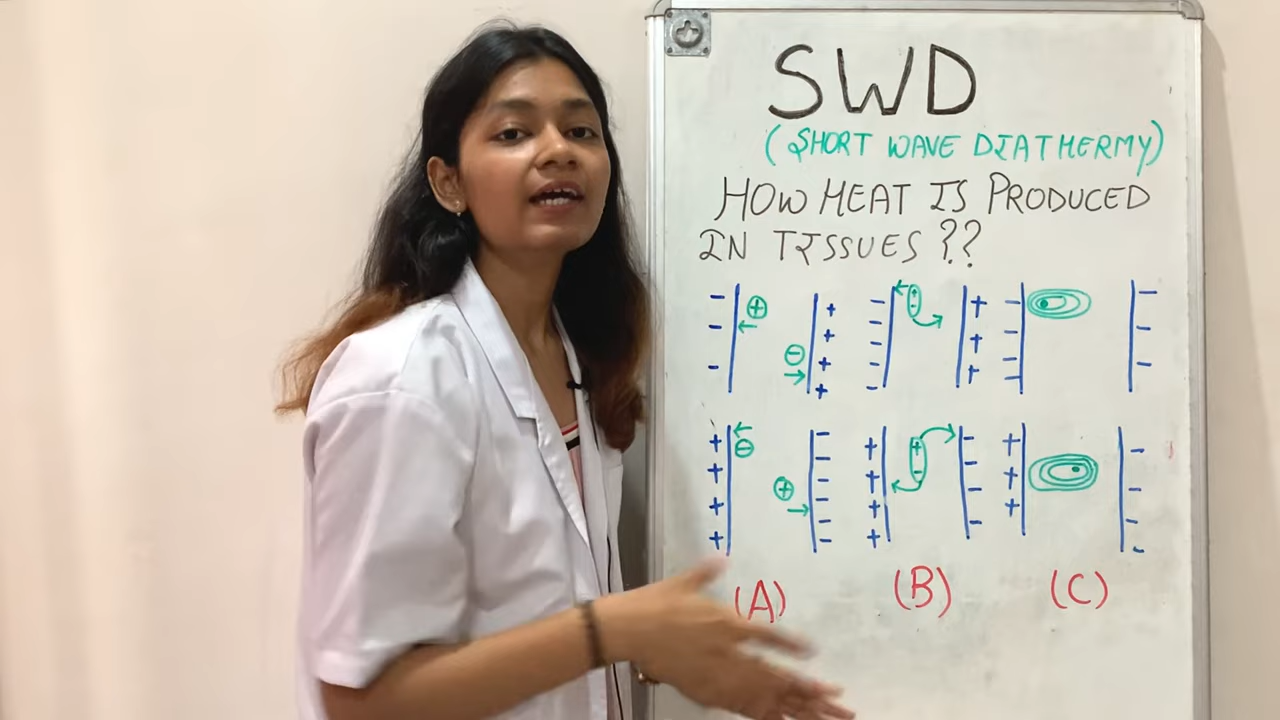 SWD
(SHORT WAVE DIATHERMY)
HOW HEAT IS PRODUCED
IN TISSUES ??
(A) (B) (C)